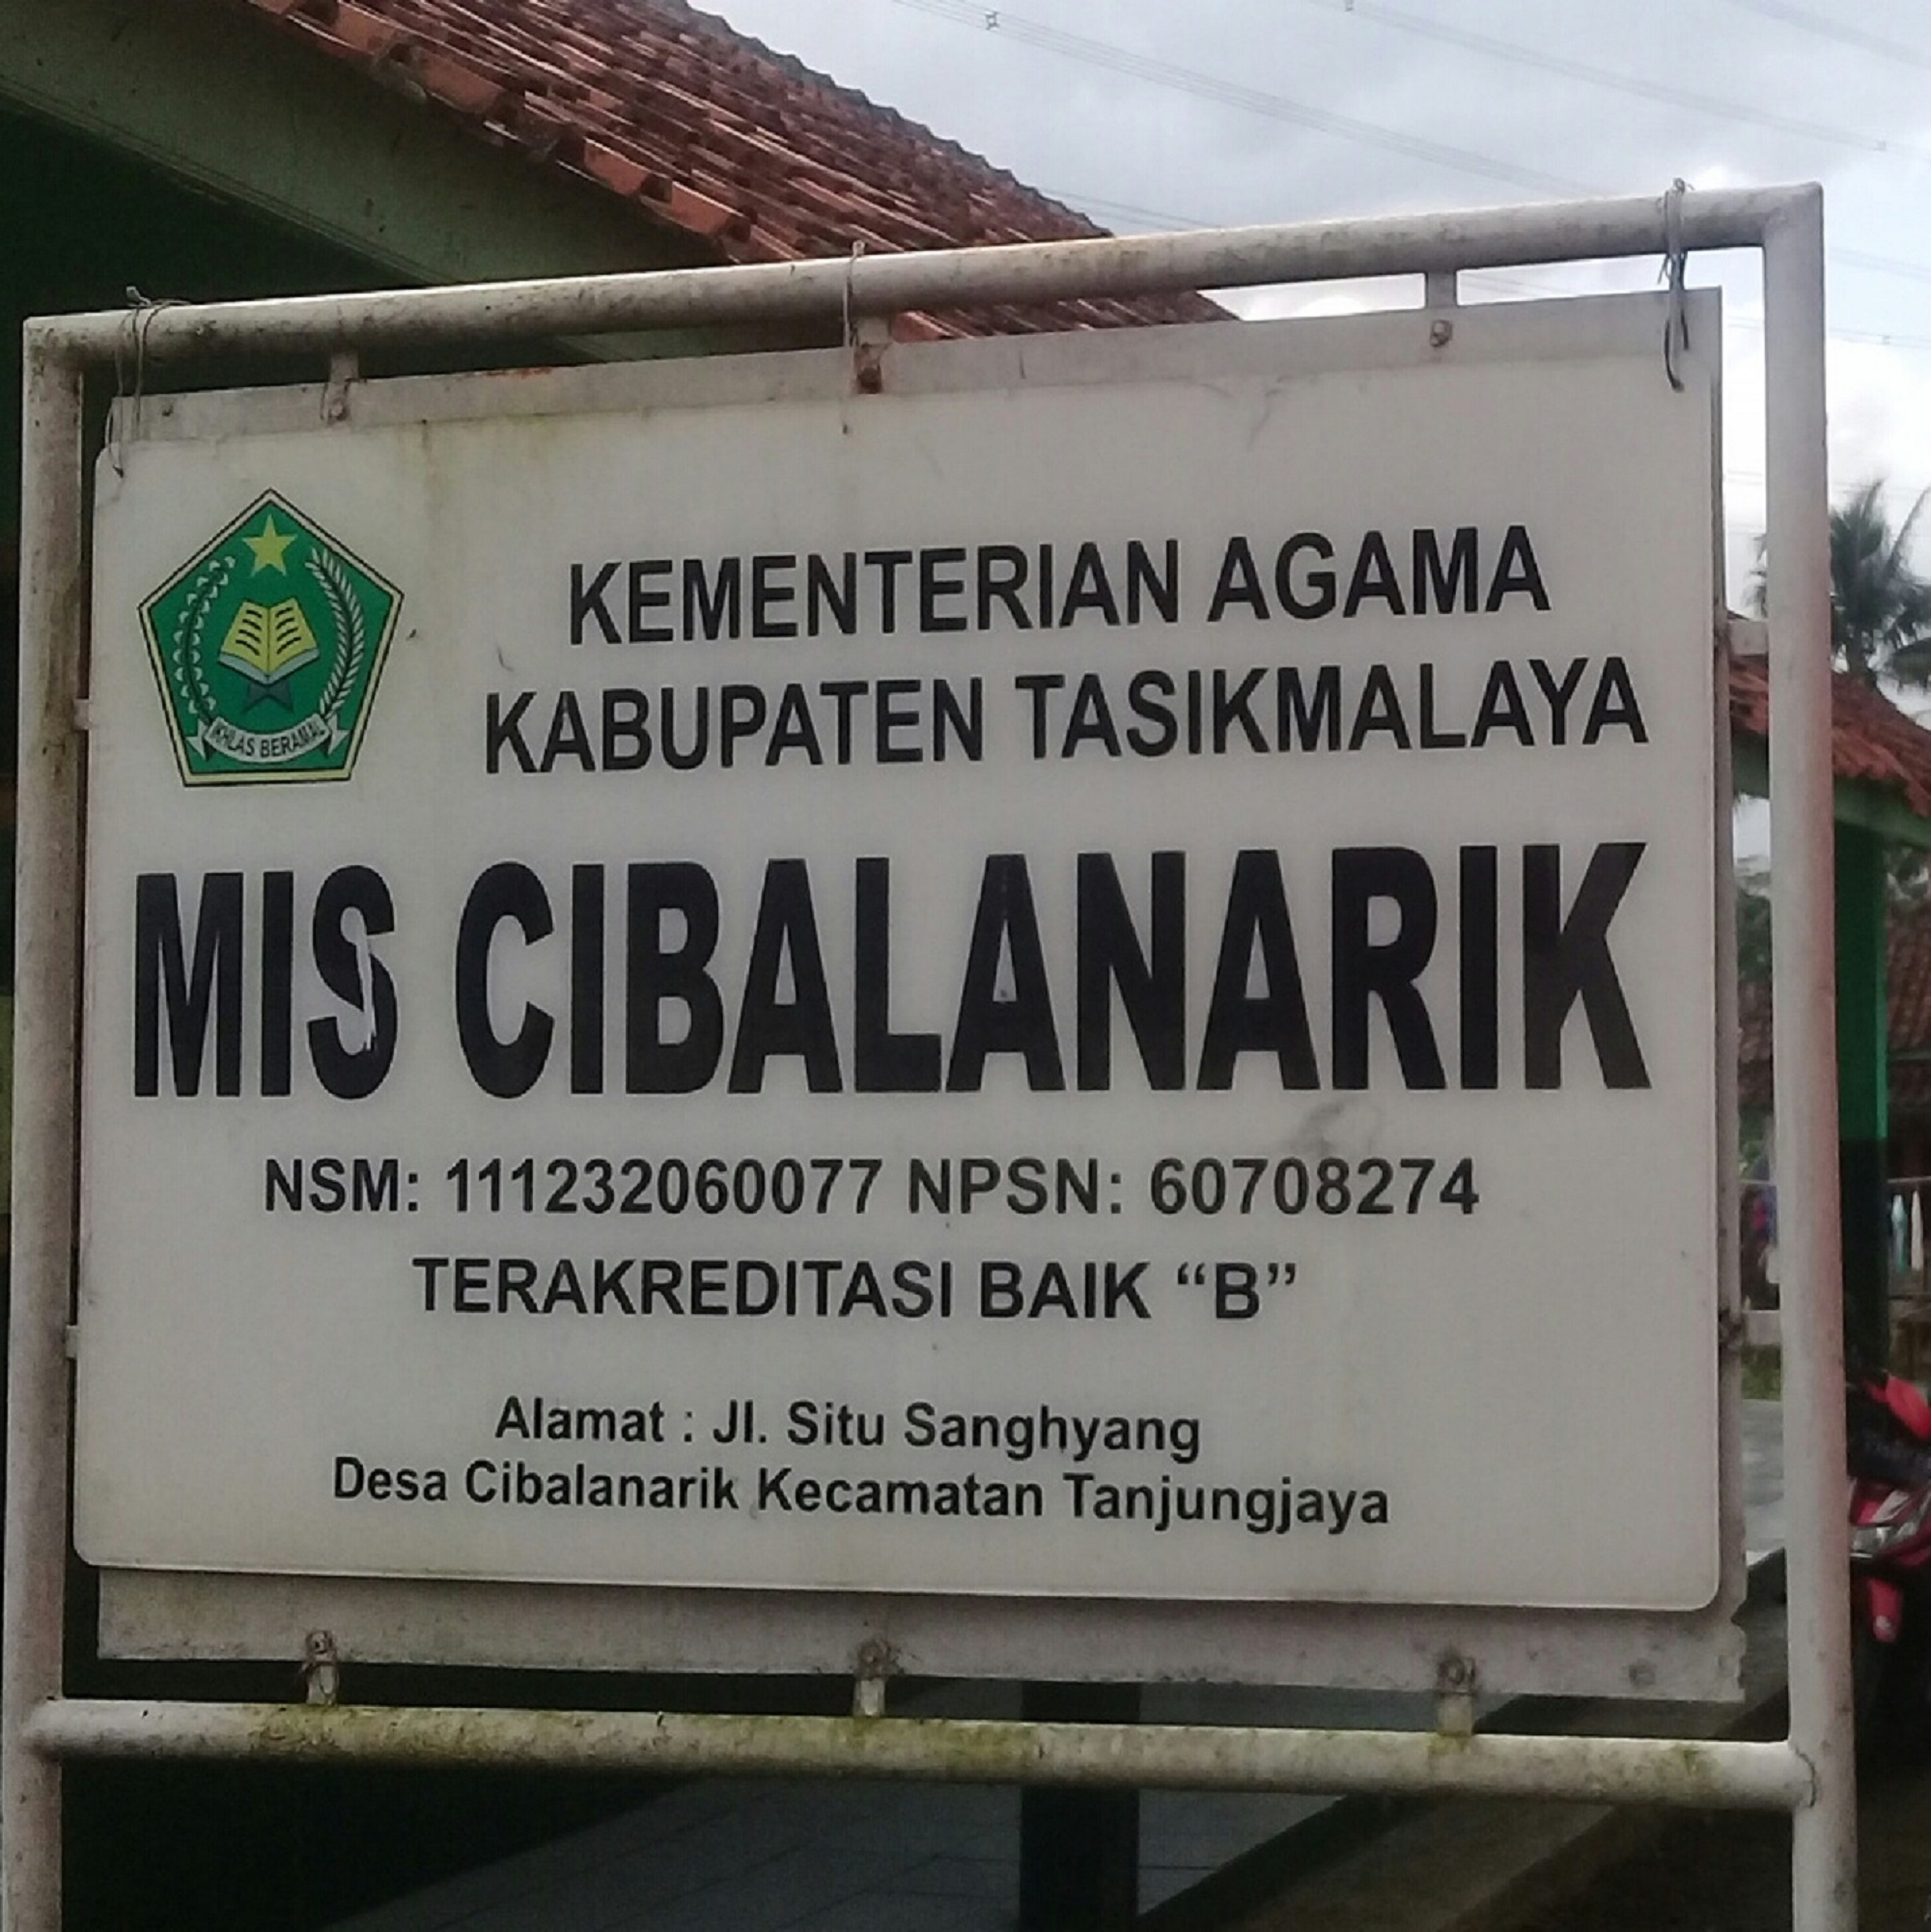 IKHLAS BERAMAL
KEMENTERIAN AGAMA
KABUPATEN TASIKMALAYA
MIS CIBALANARIK
NSM: 111232060077 NPSN: 60708274
TERAKREDITASI BAIK “B”
Alamat : Jl. Situ Sanghyang
Desa Cibalanarik Kecamatan Tanjungjaya